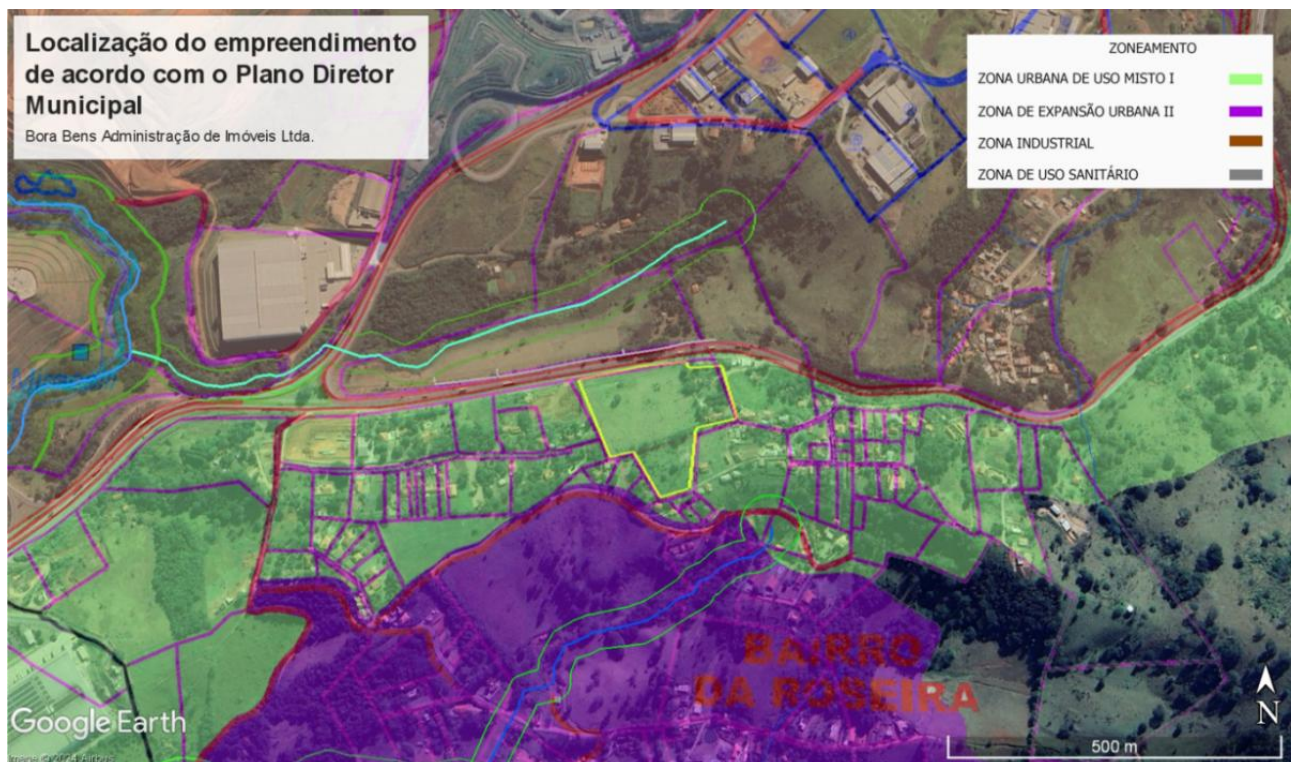 Localização do empreendimento
de acordo com o Plano Diretor
Municipal
Bora Bens Administração de Imóveis Ltda.
ZONEAMENTO
ZONA URBANA DE USO MISTO I
ZONA DE EXPANSÃO URBANA II
ZONA INDUSTRIAL
ZONA DE USO SANITÁRIO
BAIRRO
DA ROSEIRA
Google Earth
N
500 m